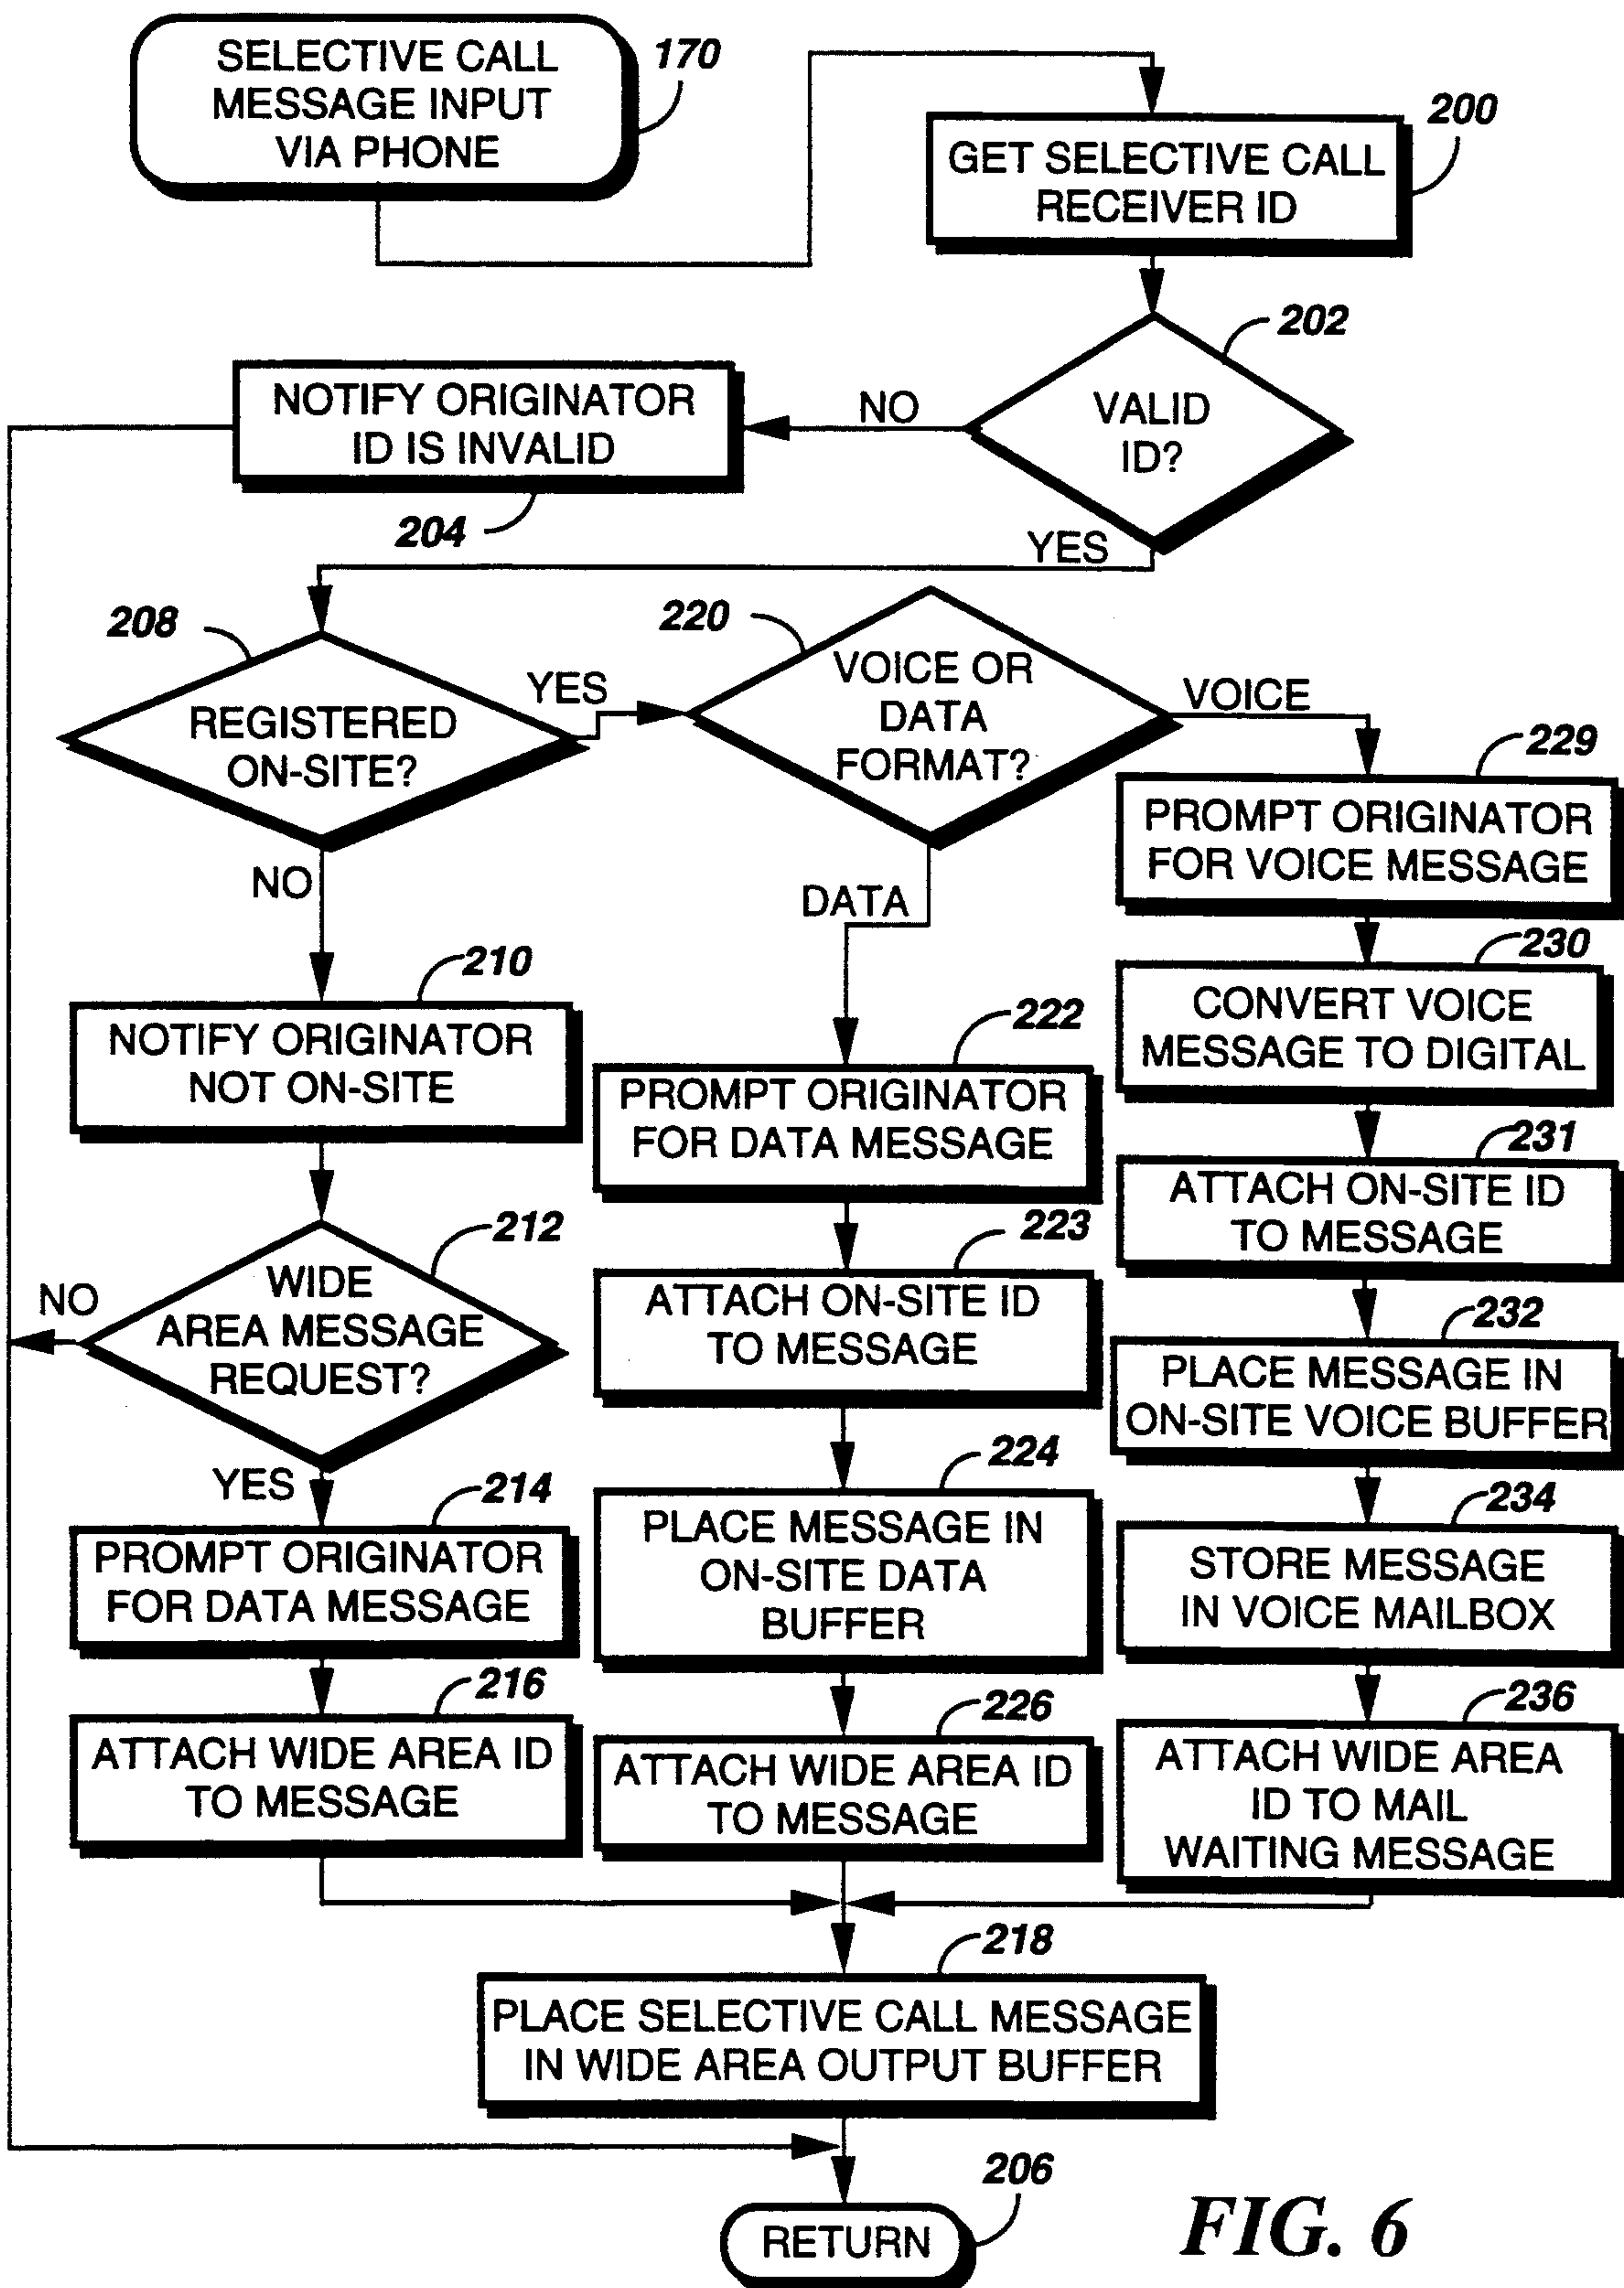 SELECTIVE CALL
MESSAGE INPUT
VIA PHONE
170
GET SELECTIVE CALL
RECEIVER ID
200
VALID
ID?
202
NO
NOTIFY ORIGINATOR
ID IS INVALID
204
YES
REGISTERED
ON-SITE?
208
YES
VOICE OR
DATA
FORMAT?
220
VOICE
PROMPT ORIGINATOR
FOR VOICE MESSAGE
229
CONVERT VOICE
MESSAGE TO DIGITAL
230
ATTACH ON-SITE ID
TO MESSAGE
231
PLACE MESSAGE IN
ON-SITE VOICE BUFFER
232
STORE MESSAGE
IN VOICE MAILBOX
234
ATTACH WIDE AREA
ID TO MAIL
WAITING MESSAGE
236
DATA
PROMPT ORIGINATOR
FOR DATA MESSAGE
222
ATTACH ON-SITE ID
TO MESSAGE
223
PLACE MESSAGE IN
ON-SITE DATA
BUFFER
224
ATTACH WIDE AREA ID
TO MESSAGE
226
NO
NOTIFY ORIGINATOR
NOT ON-SITE
210
WIDE
AREA MESSAGE
REQUEST?
212
NO
YES
PROMPT ORIGINATOR
FOR DATA MESSAGE
214
ATTACH WIDE AREA ID
TO MESSAGE
216
PLACE SELECTIVE CALL MESSAGE
IN WIDE AREA OUTPUT BUFFER
218
RETURN
206
FIG. 6